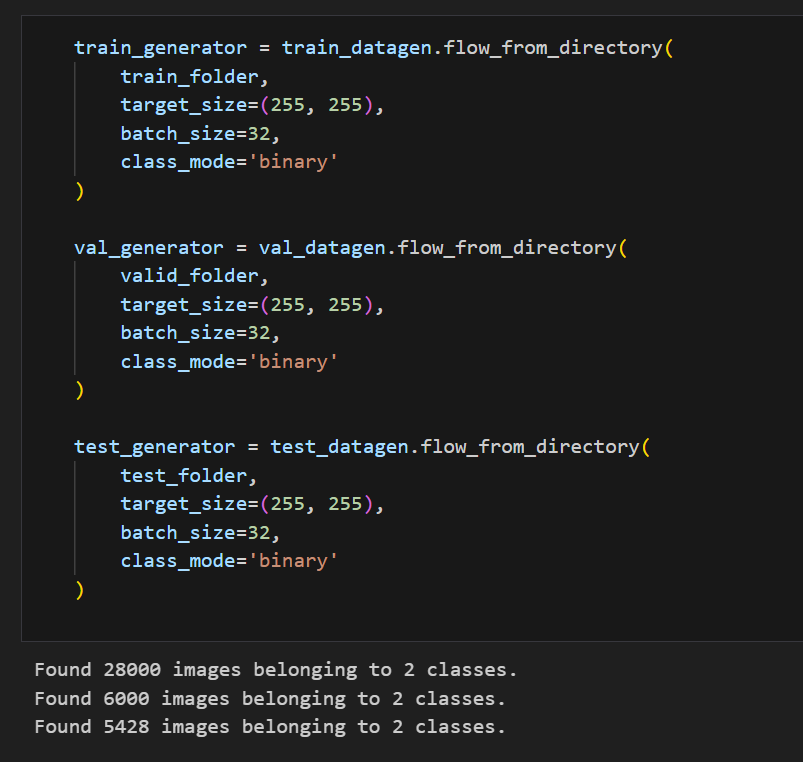 train_generator = train_datagen.flow_from_directory(
    train_folder,
    target_size=(255, 255),
    batch_size=32,
    class_mode='binary'
)
val_generator = val_datagen.flow_from_directory(
    valid_folder,
    target_size=(255, 255),
    batch_size=32,
    class_mode='binary'
)
test_generator = test_datagen.flow_from_directory(
    test_folder,
    target_size=(255, 255),
    batch_size=32,
    class_mode='binary'
)
Found 28000 images belonging to 2 classes.
Found 6000 images belonging to 2 classes.
Found 5428 images belonging to 2 classes.